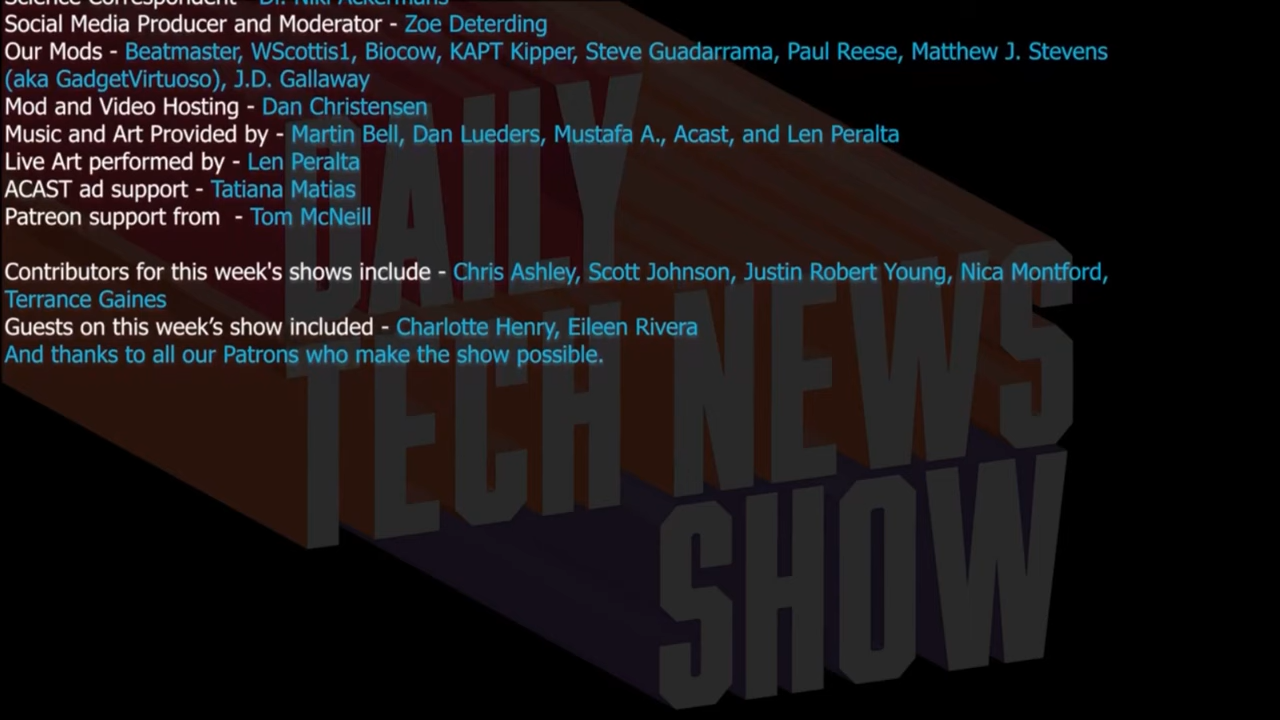 Science Correspondent - Dr. Niki Ackermans
Social Media Producer and Moderator - Zoe Deterding
Our Mods - Beatmaster, WScottis1, Biocow, KAPT Kipper, Steve Guadarrama, Paul Reese, Matthew J. Stevens
(aka GadgetVirtuoso), J.D. Gallaway
Mod and Video Hosting - Dan Christensen
Music and Art Provided by - Martin Bell, Dan Lueders, Mustafa A., Acast, and Len Peralta
Live Art performed by - Len Peralta
ACAST ad support - Tatiana Matias
Patreon support from  - Tom McNeill
Contributors for this week's shows include - Chris Ashley, Scott Johnson, Justin Robert Young, Nica Montford,
Terrance Gaines
Guests on this week’s show included - Charlotte Henry, Eileen Rivera
And thanks to all our Patrons who make the show possible.
DAILY
TECH NEWS
SHOW